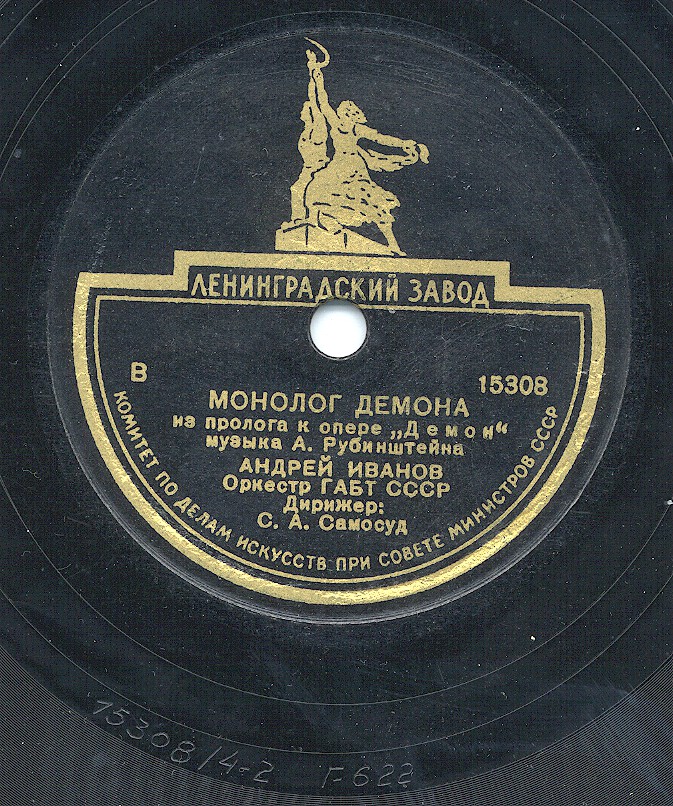 ЛЕНИНГРАДСКИЙ ЗАВОД
В 15308
МОНОЛОГ ДЕМОНА
из пролога к опере „Демон“
музыка А. Рубинштейна
АНДРЕЙ ИВАНОВ
Оркестр ГАБТ СССР
Дирижер:
С. А. Самосуд
КОМИТЕТ ПО ДЕЛАМ ИСКУССТВ ПРИ СОВЕТЕ МИНИСТРОВ СССР
15308/4-2 F622